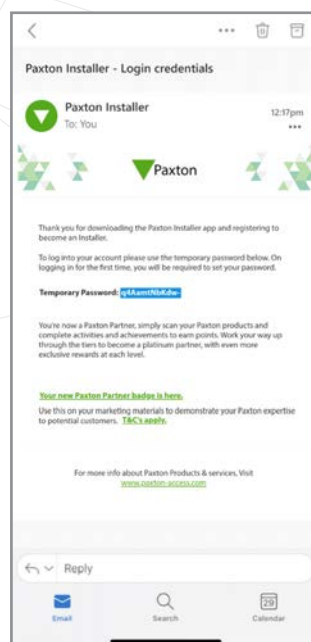 Paxton Installer - Login credentials
Paxton Installer
12:17pm
To: You
Paxton
Thank you for downloading the Paxton Installer app and registering to
become an Installer.
To log into your account please use the temporary password below. On
logging in for the first time, you will be required to set your password.
Temporary Password: q4AamtNbKdw-
You're now a Paxton Partner, simply scan your Paxton products and
complete activities and achievements to earn points. Work your way up
through the tiers to become a platinum partner, with even more
exclusive rewards at each level.
Your new Paxton Partner badge is here.
Use this on your marketing materials to demonstrate your Paxton expertise
to potential customers. T&C's apply.
For more info about Paxton Products & services, Visit
www.paxton-access.com
Reply
Email
Search
29
Calendar